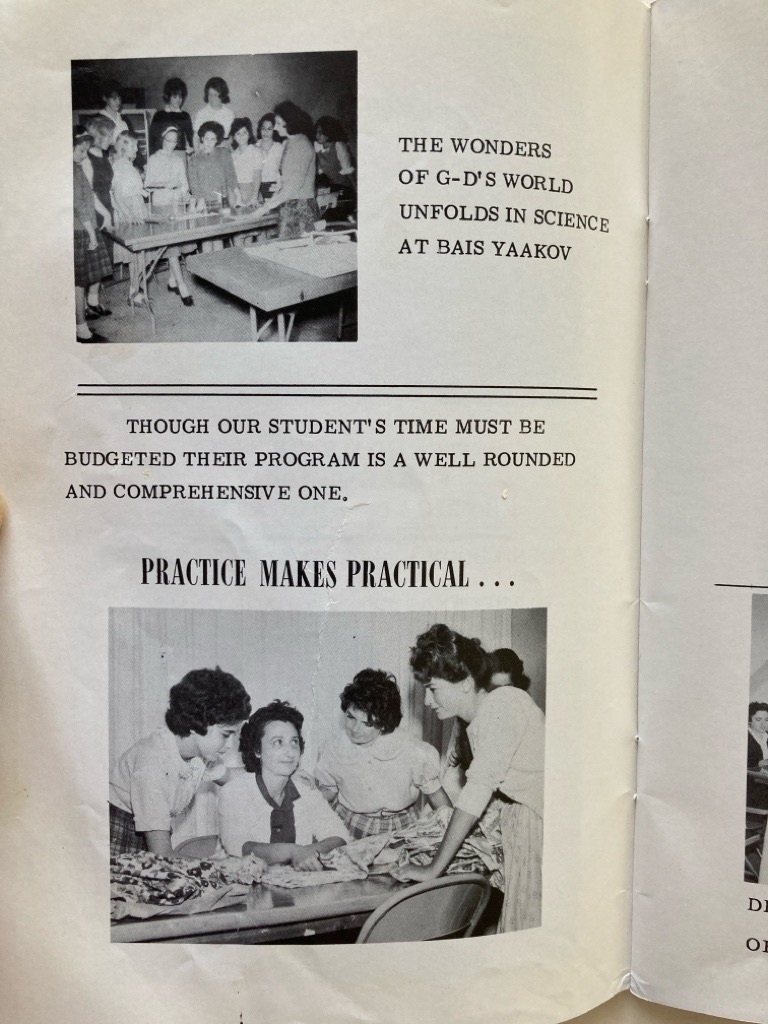 THE WONDERS
OF G-D'S WORLD
UNFOLDS IN SCIENCE
AT BAIS YAAKOV
THOUGH OUR STUDENT'S TIME MUST BE
BUDGETED THEIR PROGRAM IS A WELL ROUNDED
AND COMPREHENSIVE ONE.
PRACTICE MAKES PRACTICAL . . .